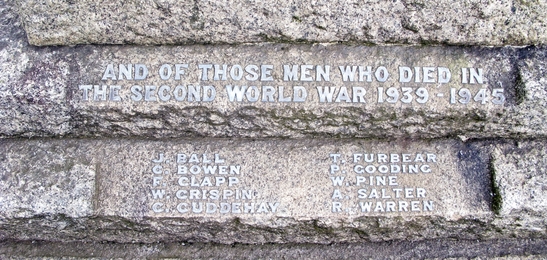 AND OF THOSE MEN WHO DIED IN
THE SECOND WORLD WAR 1939 - 1945
J. BALL
C. BOWEN
F. CLAPP
W. CRISPIN
C. CUDDEHAY
T. FURBEAR
P. GOODING
W. PINE
A. SALTER
R. WARREN